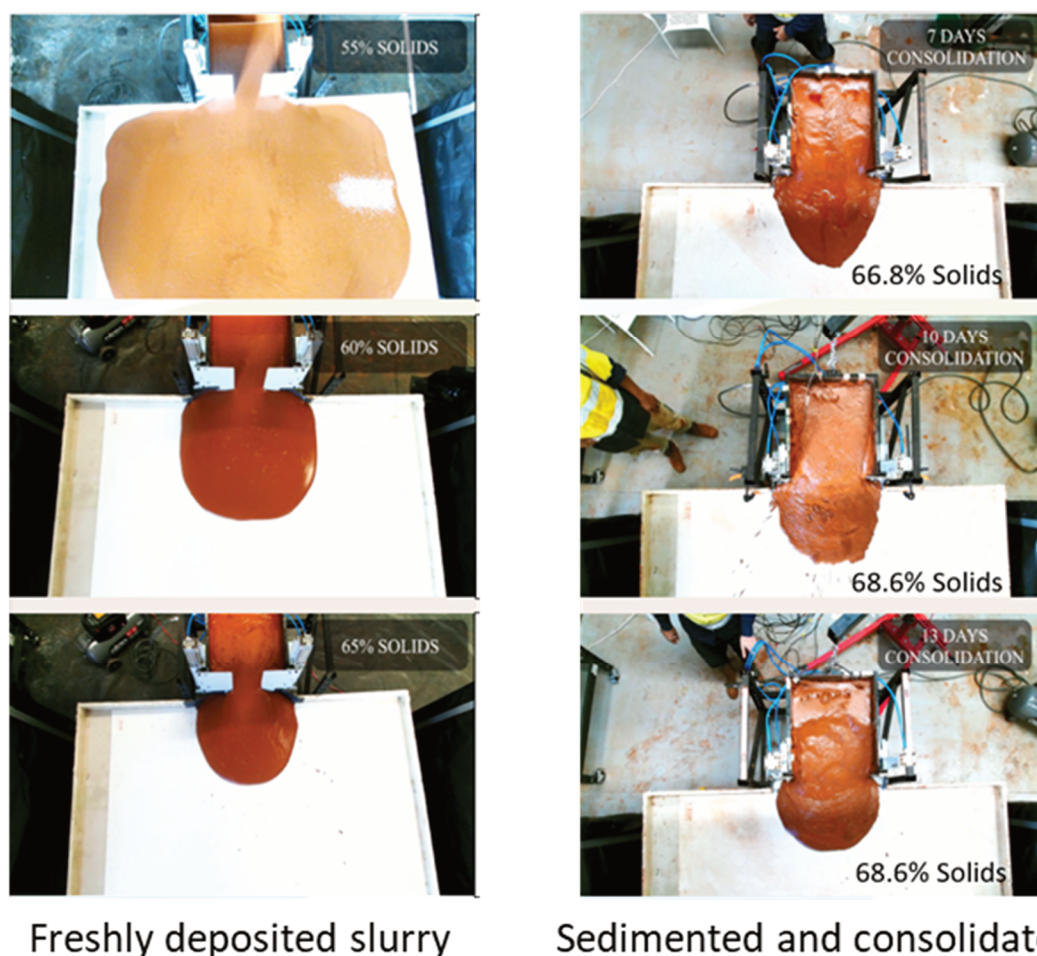 55% SOLIDS
60% SOLIDS
65% SOLIDS
Freshly deposited slurry
7 DAYS
CONSOLIDATION
66.8% Solids
10 DAYS
CONSOLIDATION
68.6% Solids
13 DAYS
CONSOLIDATION
68.6% Solids
Sedimented and consolidate